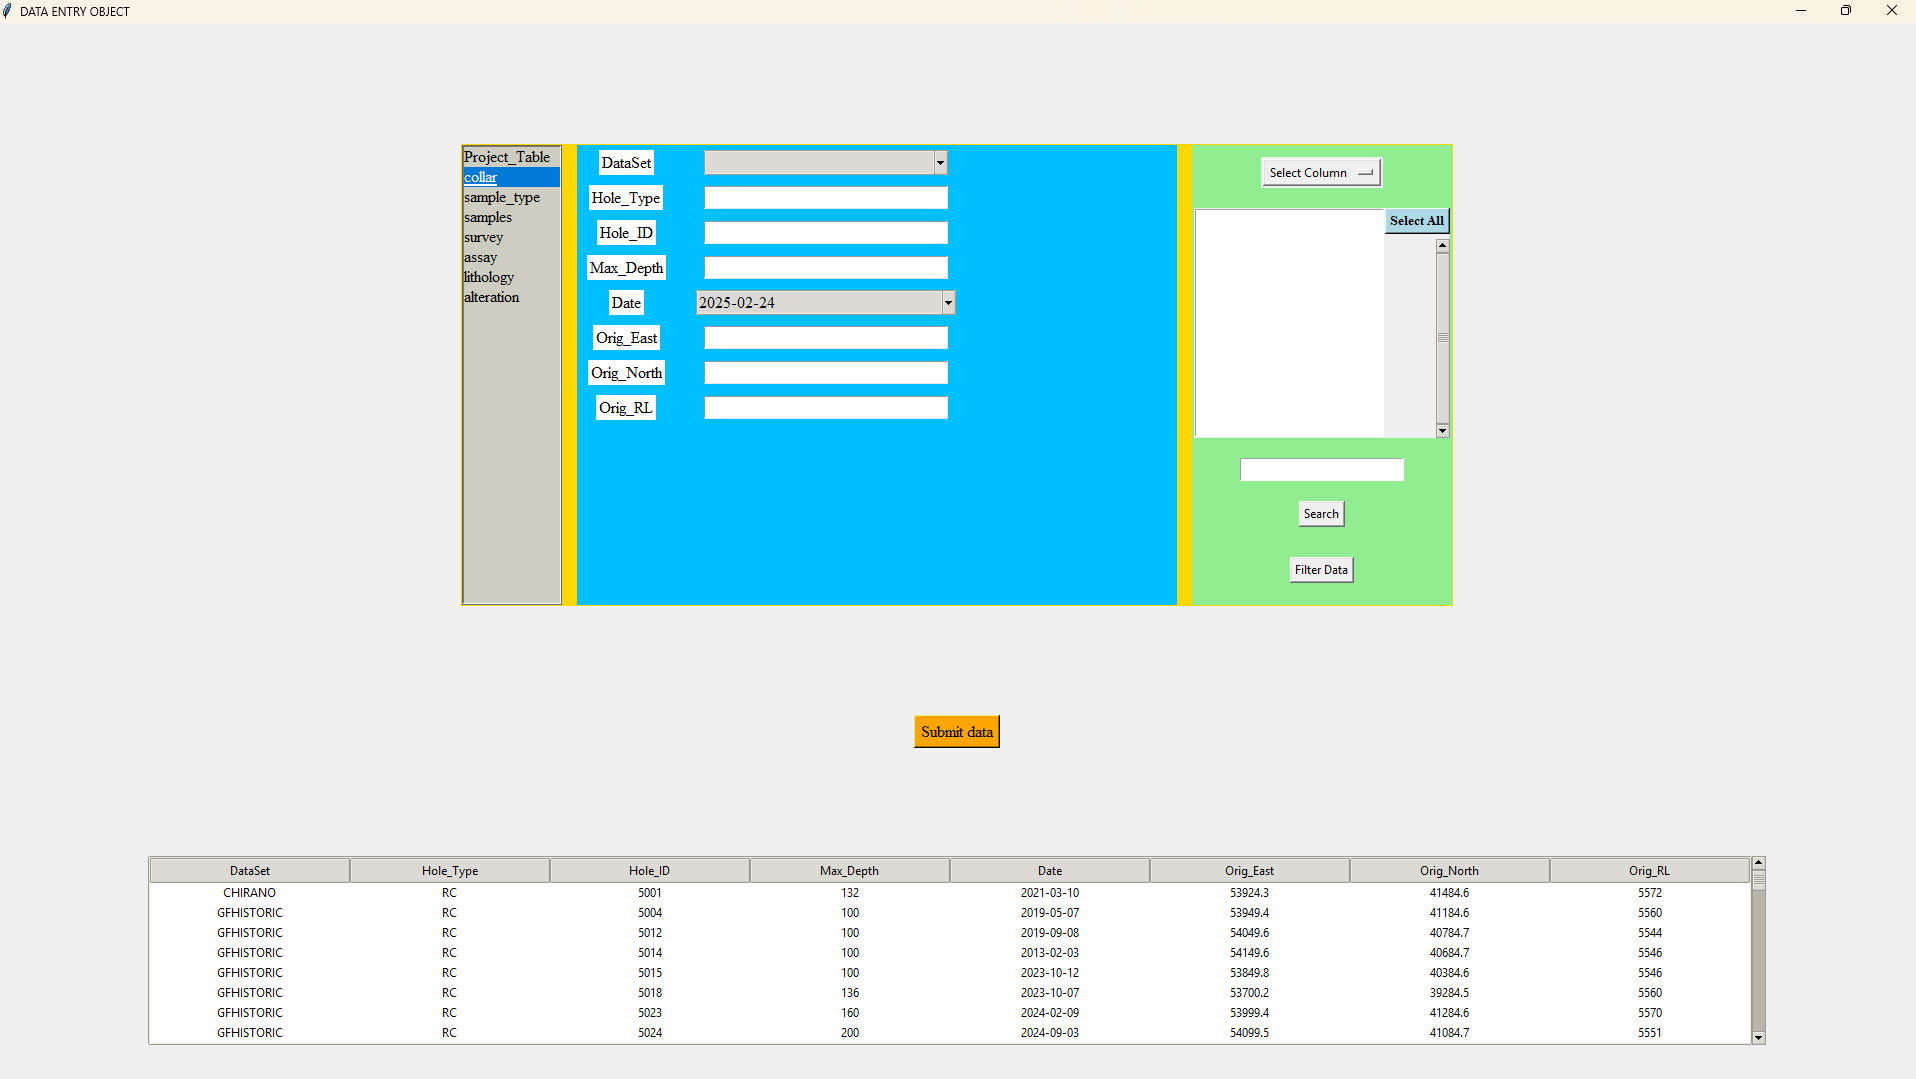 DATA ENTRY OBJECT
Project_Table
collar
sample_type
samples
survey
assay
lithology
alteration
DataSet
Hole_Type
Hole_ID
Max_Depth
Date 2025-02-24
Orig_East
Orig_North
Orig_RL
Select Column
Select All
Search
Filter Data
Submit data
DataSet Hole_Type Hole_ID Max_Depth Date Orig_East Orig_North Orig_RL
CHIRANO RC 5001 132 2021-03-10 53924.3 41484.6 5572
GFHISTORIC RC 5004 100 2019-05-07 53949.4 41184.6 5560
GFHISTORIC RC 5012 100 2019-09-08 54049.6 40784.7 5544
GFHISTORIC RC 5014 100 2013-02-03 54149.6 40684.7 5546
GFHISTORIC RC 5015 100 2023-10-12 53849.8 40384.6 5546
GFHISTORIC RC 5018 136 2023-10-07 53700.2 39284.5 5560
GFHISTORIC RC 5023 160 2024-02-09 53999.4 41284.6 5570
GFHISTORIC RC 5024 200 2024-09-03 54099.5 41084.7 5551